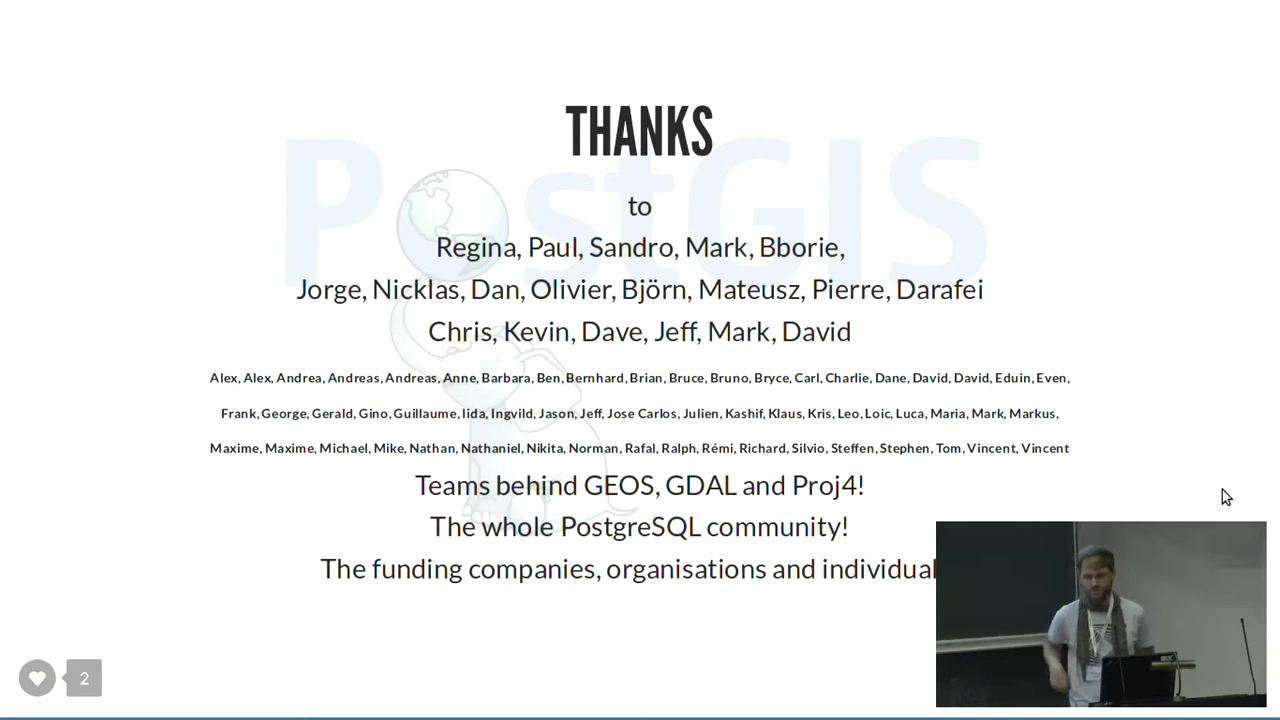 THANKS
PostGIS
to
Regina, Paul, Sandro, Mark, Bborie,
Jorge, Nicklas, Dan, Olivier, Björn, Mateusz, Pierre, Darafei
Chris, Kevin, Dave, Jeff, Mark, David
Alex, Alex, Andrea, Andreas, Andreas, Anne, Barbara, Ben, Bernhard, Brian, Bruce, Bruno, Bryce, Carl, Charlie, Dane, David, David, Eduin, Even,
Frank, George, Gerald, Gino, Guillaume, Iida, Ingvild, Jason, Jeff, Jose Carlos, Julien, Kashif, Klaus, Kris, Leo, Loic, Luca, Maria, Mark, Markus,
Maxime, Maxime, Michael, Mike, Nathan, Nathaniel, Nikita, Norman, Rafal, Ralph, Rémi, Richard, Silvio, Steffen, Stephen, Tom, Vincent, Vincent
Teams behind GEOS, GDAL and Proj4!
The whole PostgreSQL community!
The funding companies, organisations and individual
2